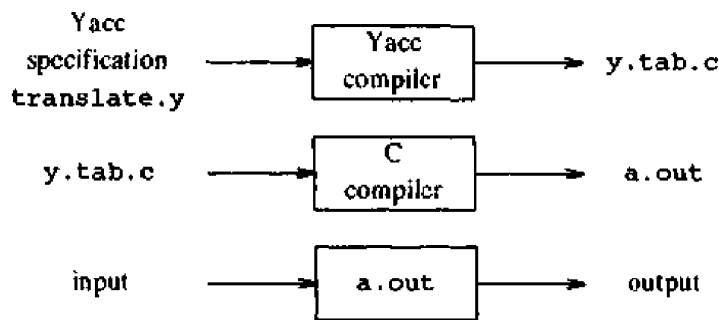 Yacc
specification
translate.y
Yacc
compiler
y.tab.c
y.tab.c
C
compiler
a.out
input
a.out
output